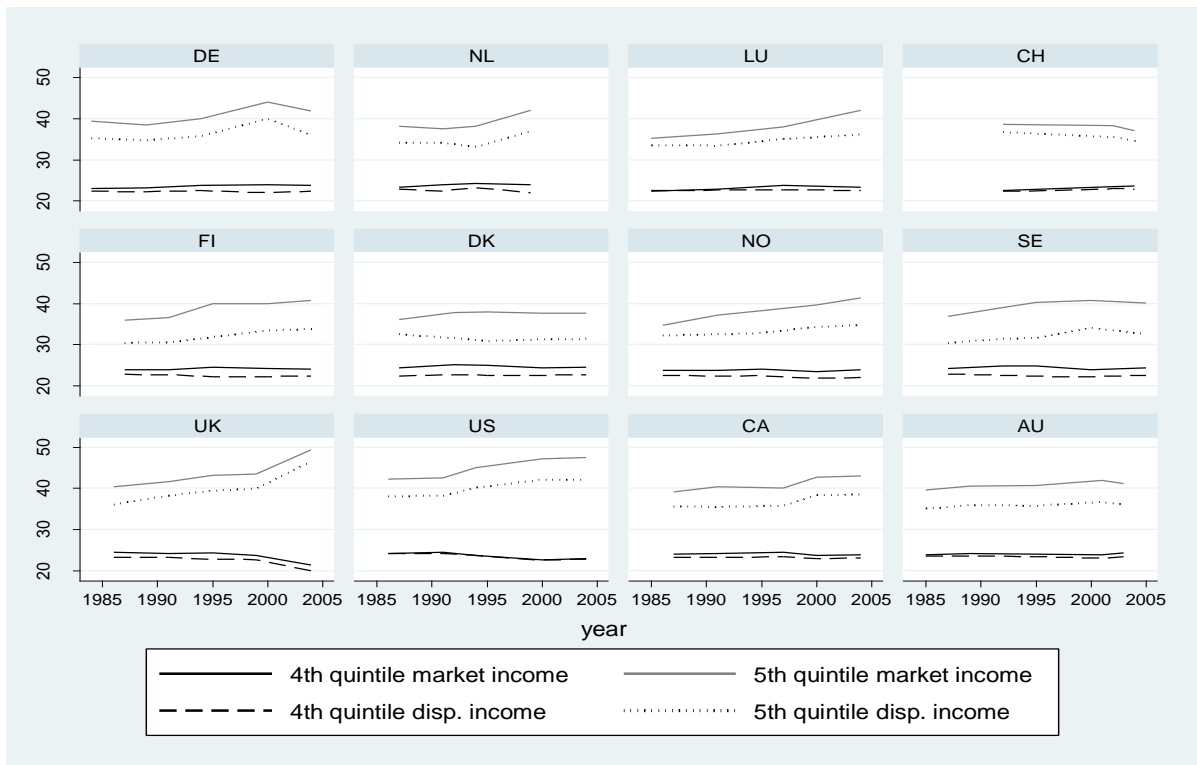 DE NL LU CH
50
40
30
20
FI DK NO SE
50
40
30
20
UK US CA AU
50
40
30
20
1985 1990 1995 2000 2005 1985 1990 1995 2000 2005 1985 1990 1995 2000 2005 1985 1990 1995 2000 2005
year
4th quintile market income 5th quintile market income
4th quintile disp. income 5th quintile disp. income